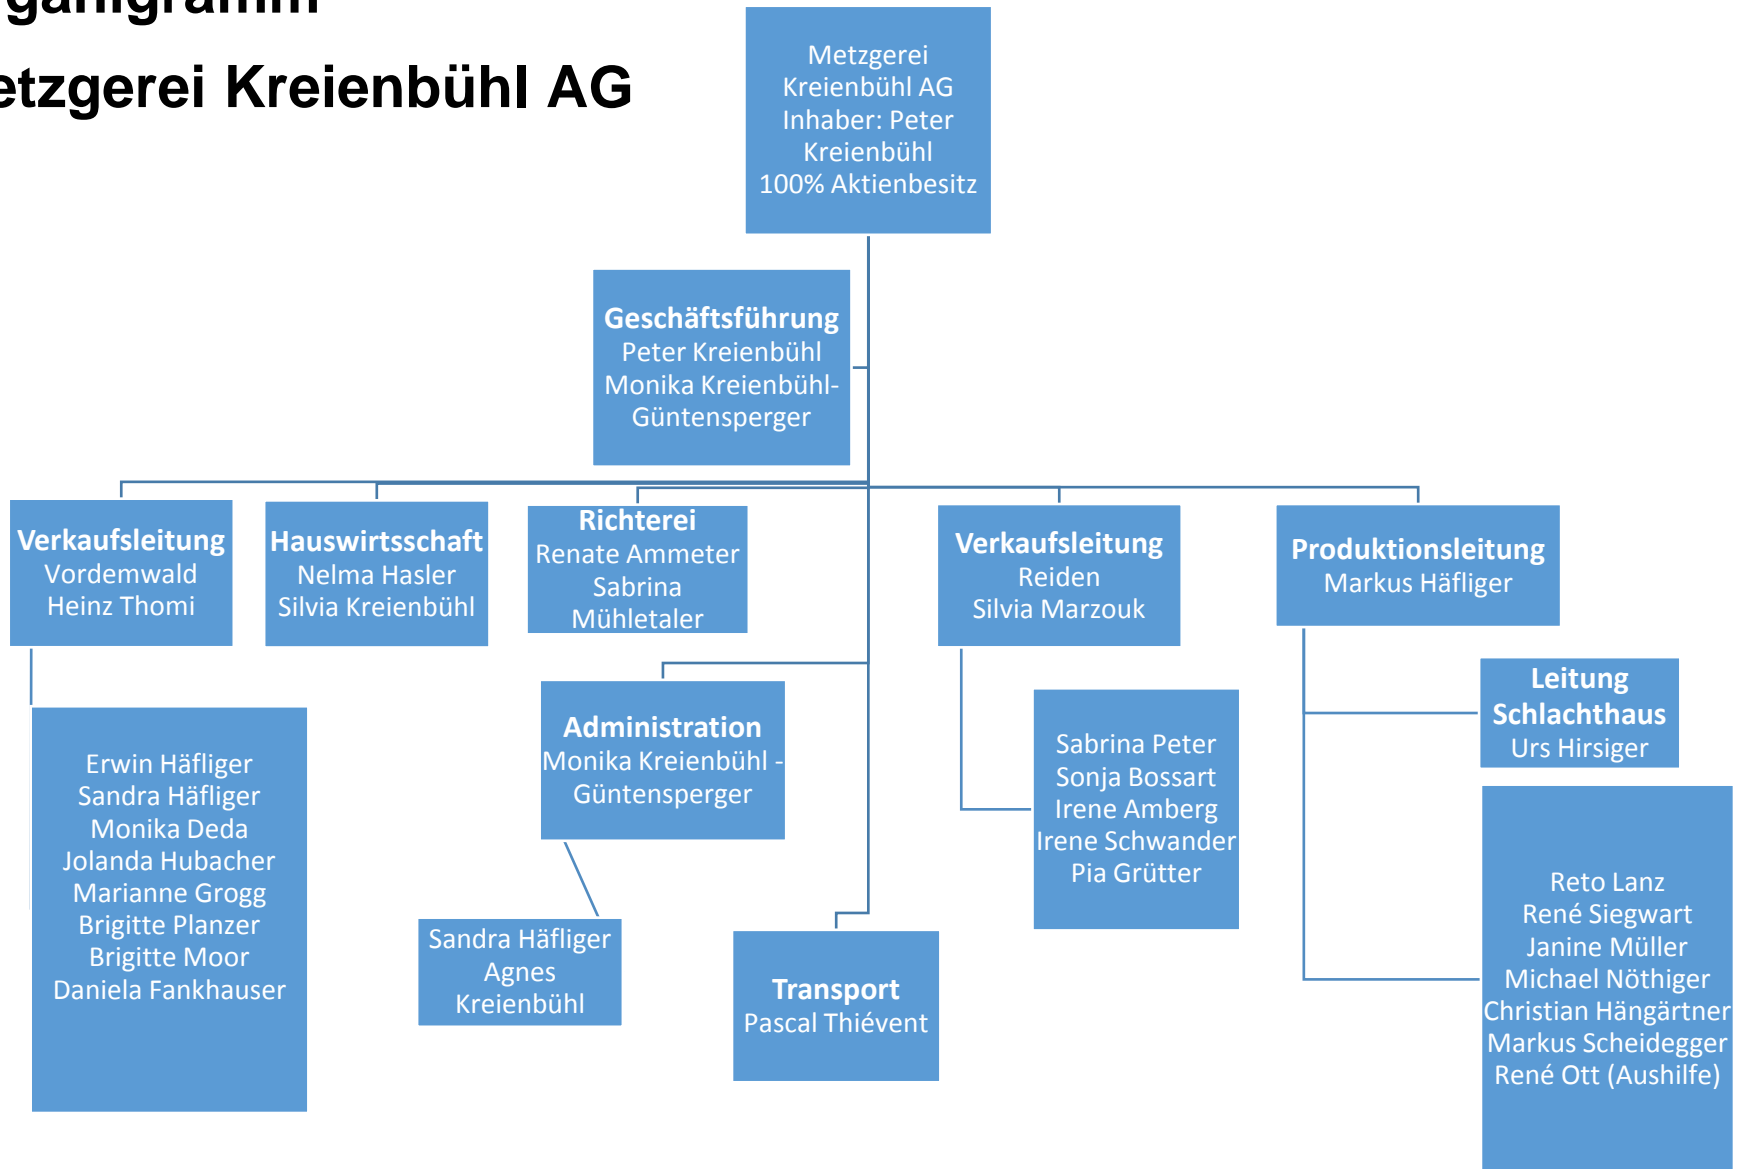 ganigramm
etzgerei Kreienbühl AG
Metzgerei
Kreienbühl AG
Inhaber: Peter
Kreienbühl
100% Aktienbesitz
Geschäftsführung
Peter Kreienbühl
Monika Kreienbühl-
Güntensperger
Verkaufsleitung
Vordemwald
Heinz Thomi
Hauswirtsschaft
Nelma Hasler
Silvia Kreienbühl
Richterei
Renate Ammeter
Sabrina
Mühletaler
Verkaufsleitung
Reiden
Silvia Marzouk
Produktionsleitung
Markus Häfliger
Erwin Häfliger
Sandra Häfliger
Monika Deda
Jolanda Hubacher
Marianne Grogg
Brigitte Planzer
Brigitte Moor
Daniela Fankhauser
Administration
Monika Kreienbühl -
Güntensperger
Sandra Häfliger
Agnes
Kreienbühl
Transport
Pascal Thiévent
Sabrina Peter
Sonja Bossart
Irene Amberg
Irene Schwander
Pia Grütter
Leitung
Schlachthaus
Urs Hirsiger
Reto Lanz
René Siegwart
Janine Müller
Michael Nöthiger
Christian Hängärtner
Markus Scheidegger
René Ott (Aushilfe)